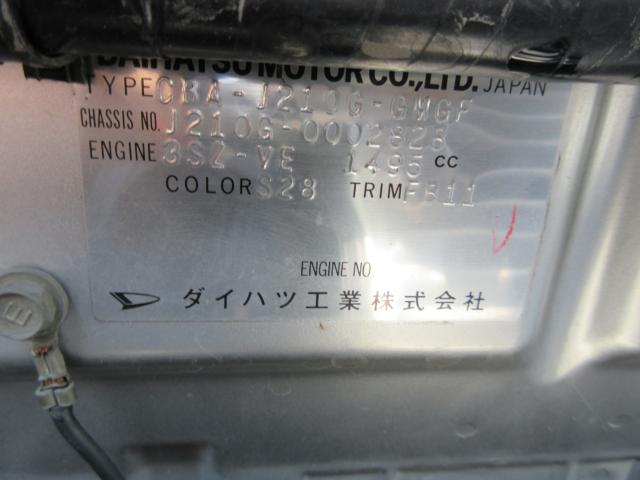 DAIHATSU MOTOR CO., LTD. JAPAN
TYPE CBA-J210G-GMGF
CHASSIS NO. J210G-0002825
ENGINE 3SZ-VE 1495 CC
COLOR S28 TRIM FB11
ENGINE NO.
ダイハツ工業株式会社
E